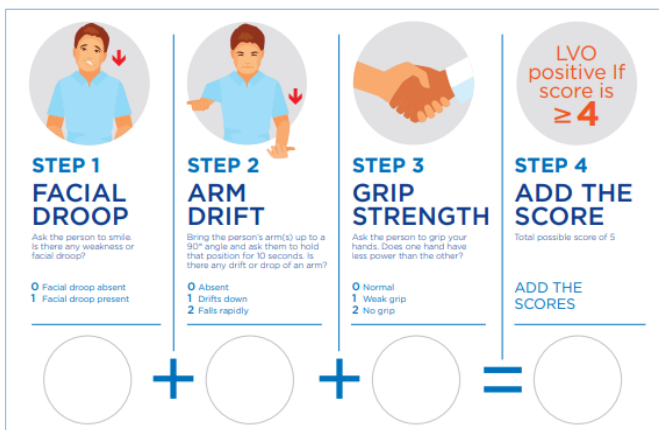 STEP 1
FACIAL
DROOP
Ask the person to smile.
Is there any weakness or
facial droop?
0 Facial droop absent
1 Facial droop present
STEP 2
ARM
DRIFT
Bring the person's arm(s) up to a
90° angle and ask them to hold
that position for 10 seconds. Is
there any drift or drop of an arm?
0 Absent
1 Drifts down
2 Falls rapidly
STEP 3
GRIP
STRENGTH
Ask the person to grip your
hands. Does one hand have
less power than the other?
0 Normal
1 Weak grip
2 No grip
LVO
positive If
score is
≥ 4
STEP 4
ADD THE
SCORE
Total possible score of 5
ADD THE
SCORES
+ + =